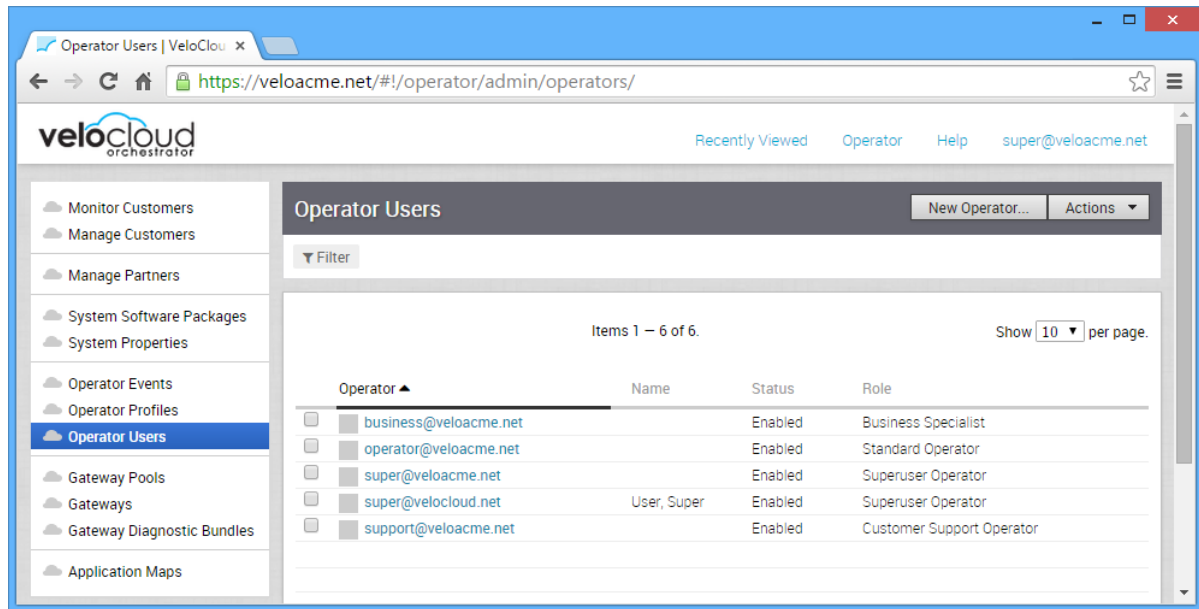 Operator Users | VeloClou
https://veloacme.net/#!/operator/admin/operators/
velocloud
orchestrator
Recently Viewed Operator Help super@veloacme.net
Monitor Customers
Manage Customers
Manage Partners
System Software Packages
System Properties
Operator Events
Operator Profiles
Operator Users
Gateway Pools
Gateways
Gateway Diagnostic Bundles
Application Maps
Operator Users
New Operator... Actions
Filter
Items 1 – 6 of 6.
Show 10 per page.
Operator Name Status Role
business@veloacme.net Enabled Business Specialist
operator@veloacme.net Enabled Standard Operator
super@veloacme.net Enabled Superuser Operator
super@velocloud.net User, Super Enabled Superuser Operator
support@veloacme.net Enabled Customer Support Operator